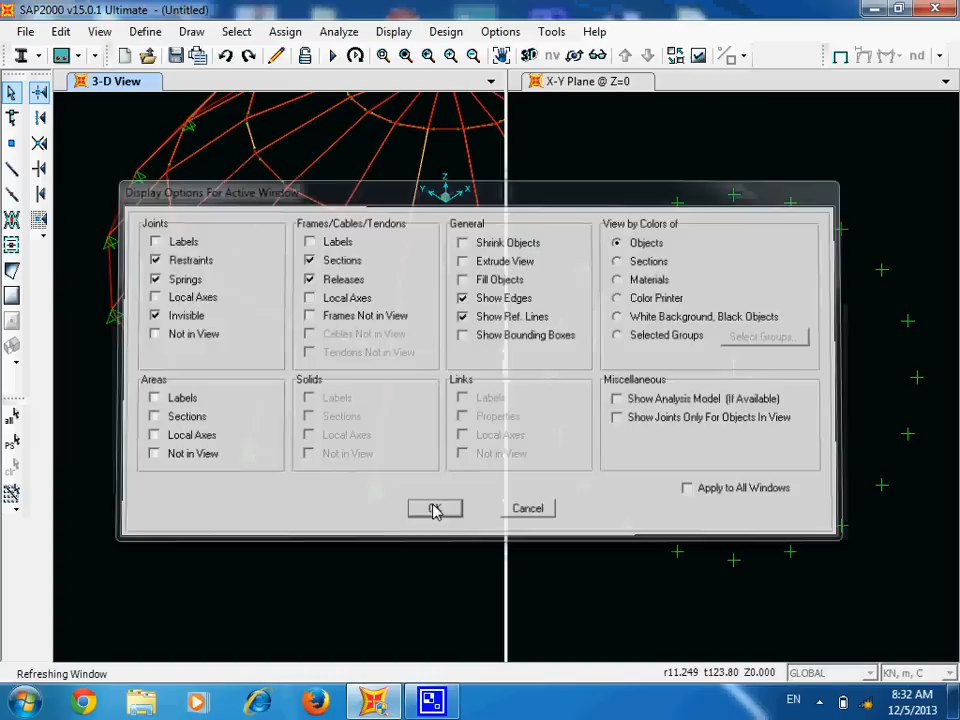 SAP2000 v15.0.1 Ultimate - (Untitled)
File Edit View Define Draw Select Assign Analyze Display Design Options Tools Help
3-D nv nd
3-D View
X-Y Plane @ Z=0
Z
Y X
all
PS
clr
Display Options For Active Window
Joints
Labels
Restraints
Springs
Local Axes
Invisible
Not in View
Frames/Cables/Tendons
Labels
Sections
Releases
Local Axes
Frames Not in View
Cables Not in View
Tendons Not in View
General
Shrink Objects
Extrude View
Fill Objects
Show Edges
Show Ref. Lines
Show Bounding Boxes
View by Colors of
Objects
Sections
Materials
Color Printer
White Background, Black Objects
Selected Groups
Select Groups...
Areas
Labels
Sections
Local Axes
Not in View
Solids
Labels
Sections
Local Axes
Not in View
Links
Labels
Properties
Local Axes
Not in View
Miscellaneous
Show Analysis Model (If Available)
Show Joints Only For Objects In View
Apply to All Windows
OK
Cancel
Refreshing Window
r11.249 t123.80 Z0.000
GLOBAL
KN, m, C
EN
8:32 AM
12/5/2013